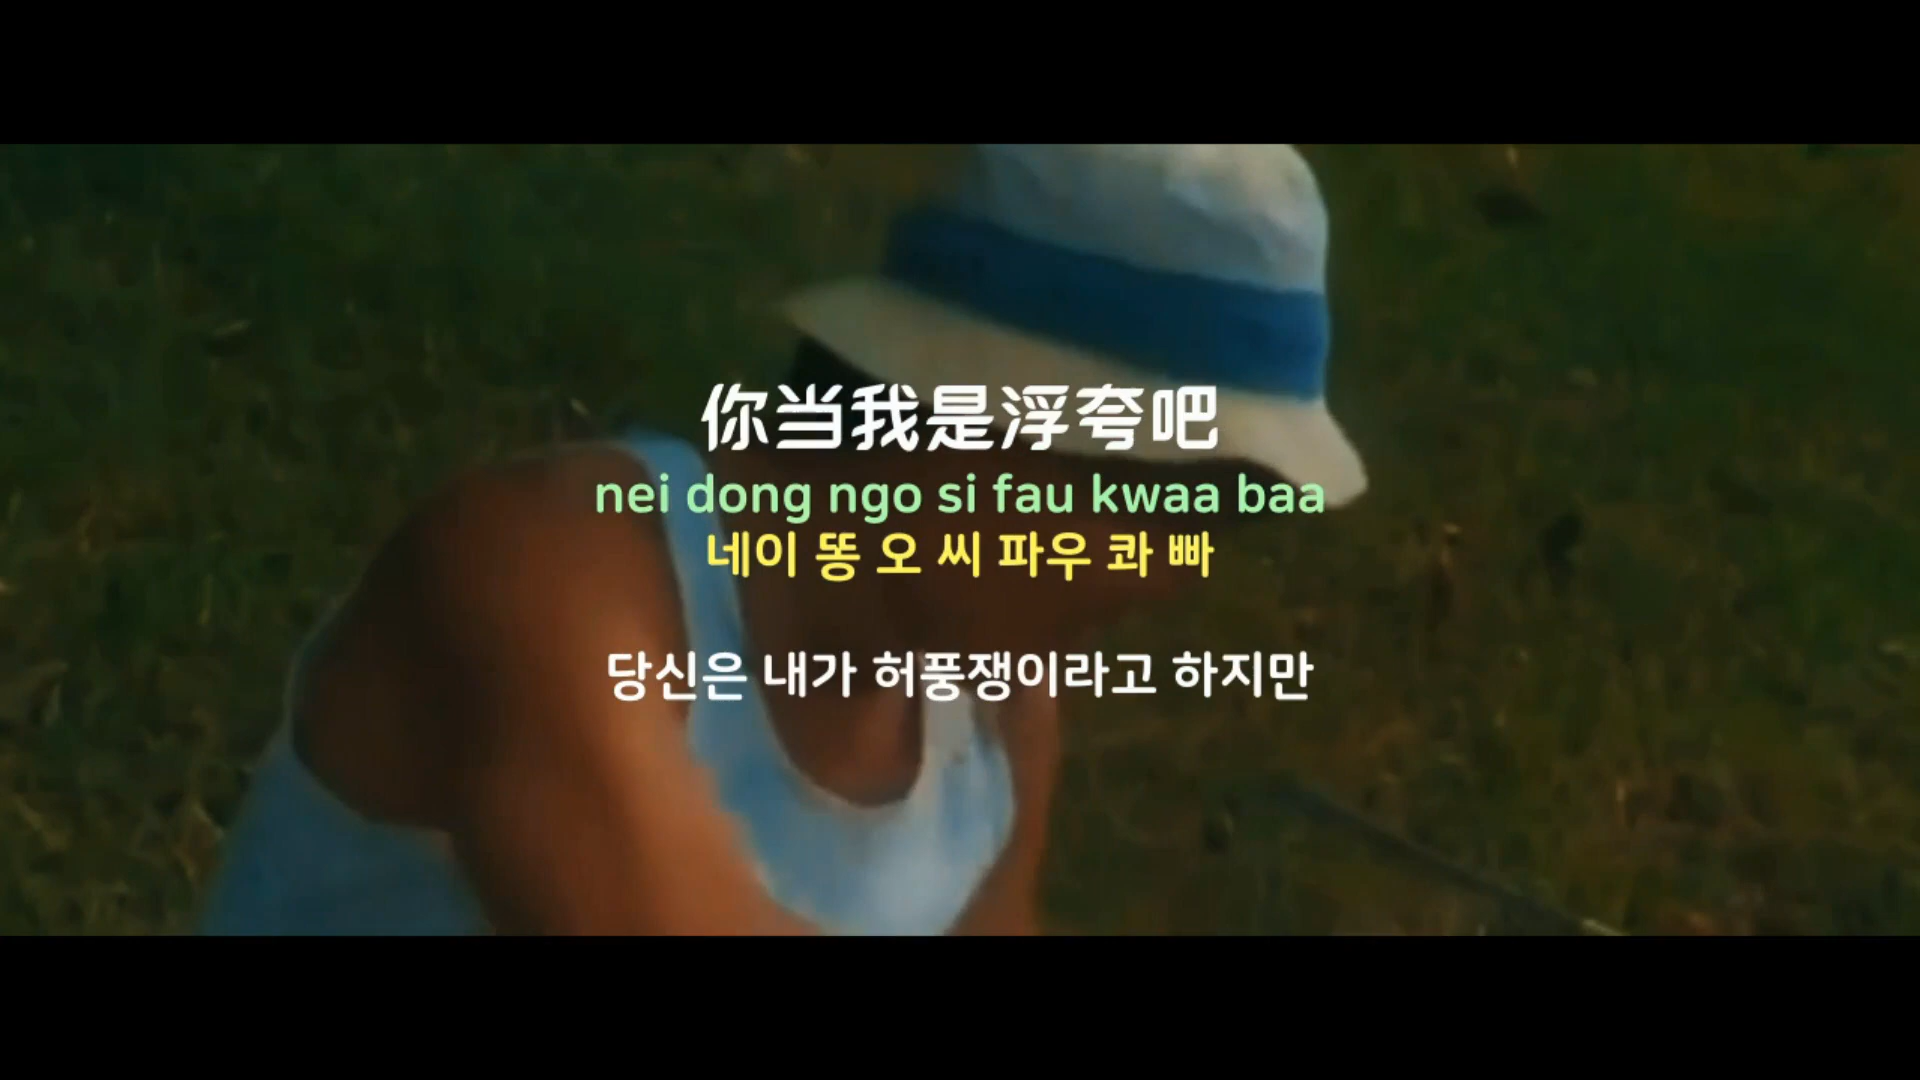 你当我是浮夸吧
nei dong ngo si fau kwaa baa
네이 똥 오 씨 파우 콰 빠
당신은 내가 허풍쟁이라고 하지만